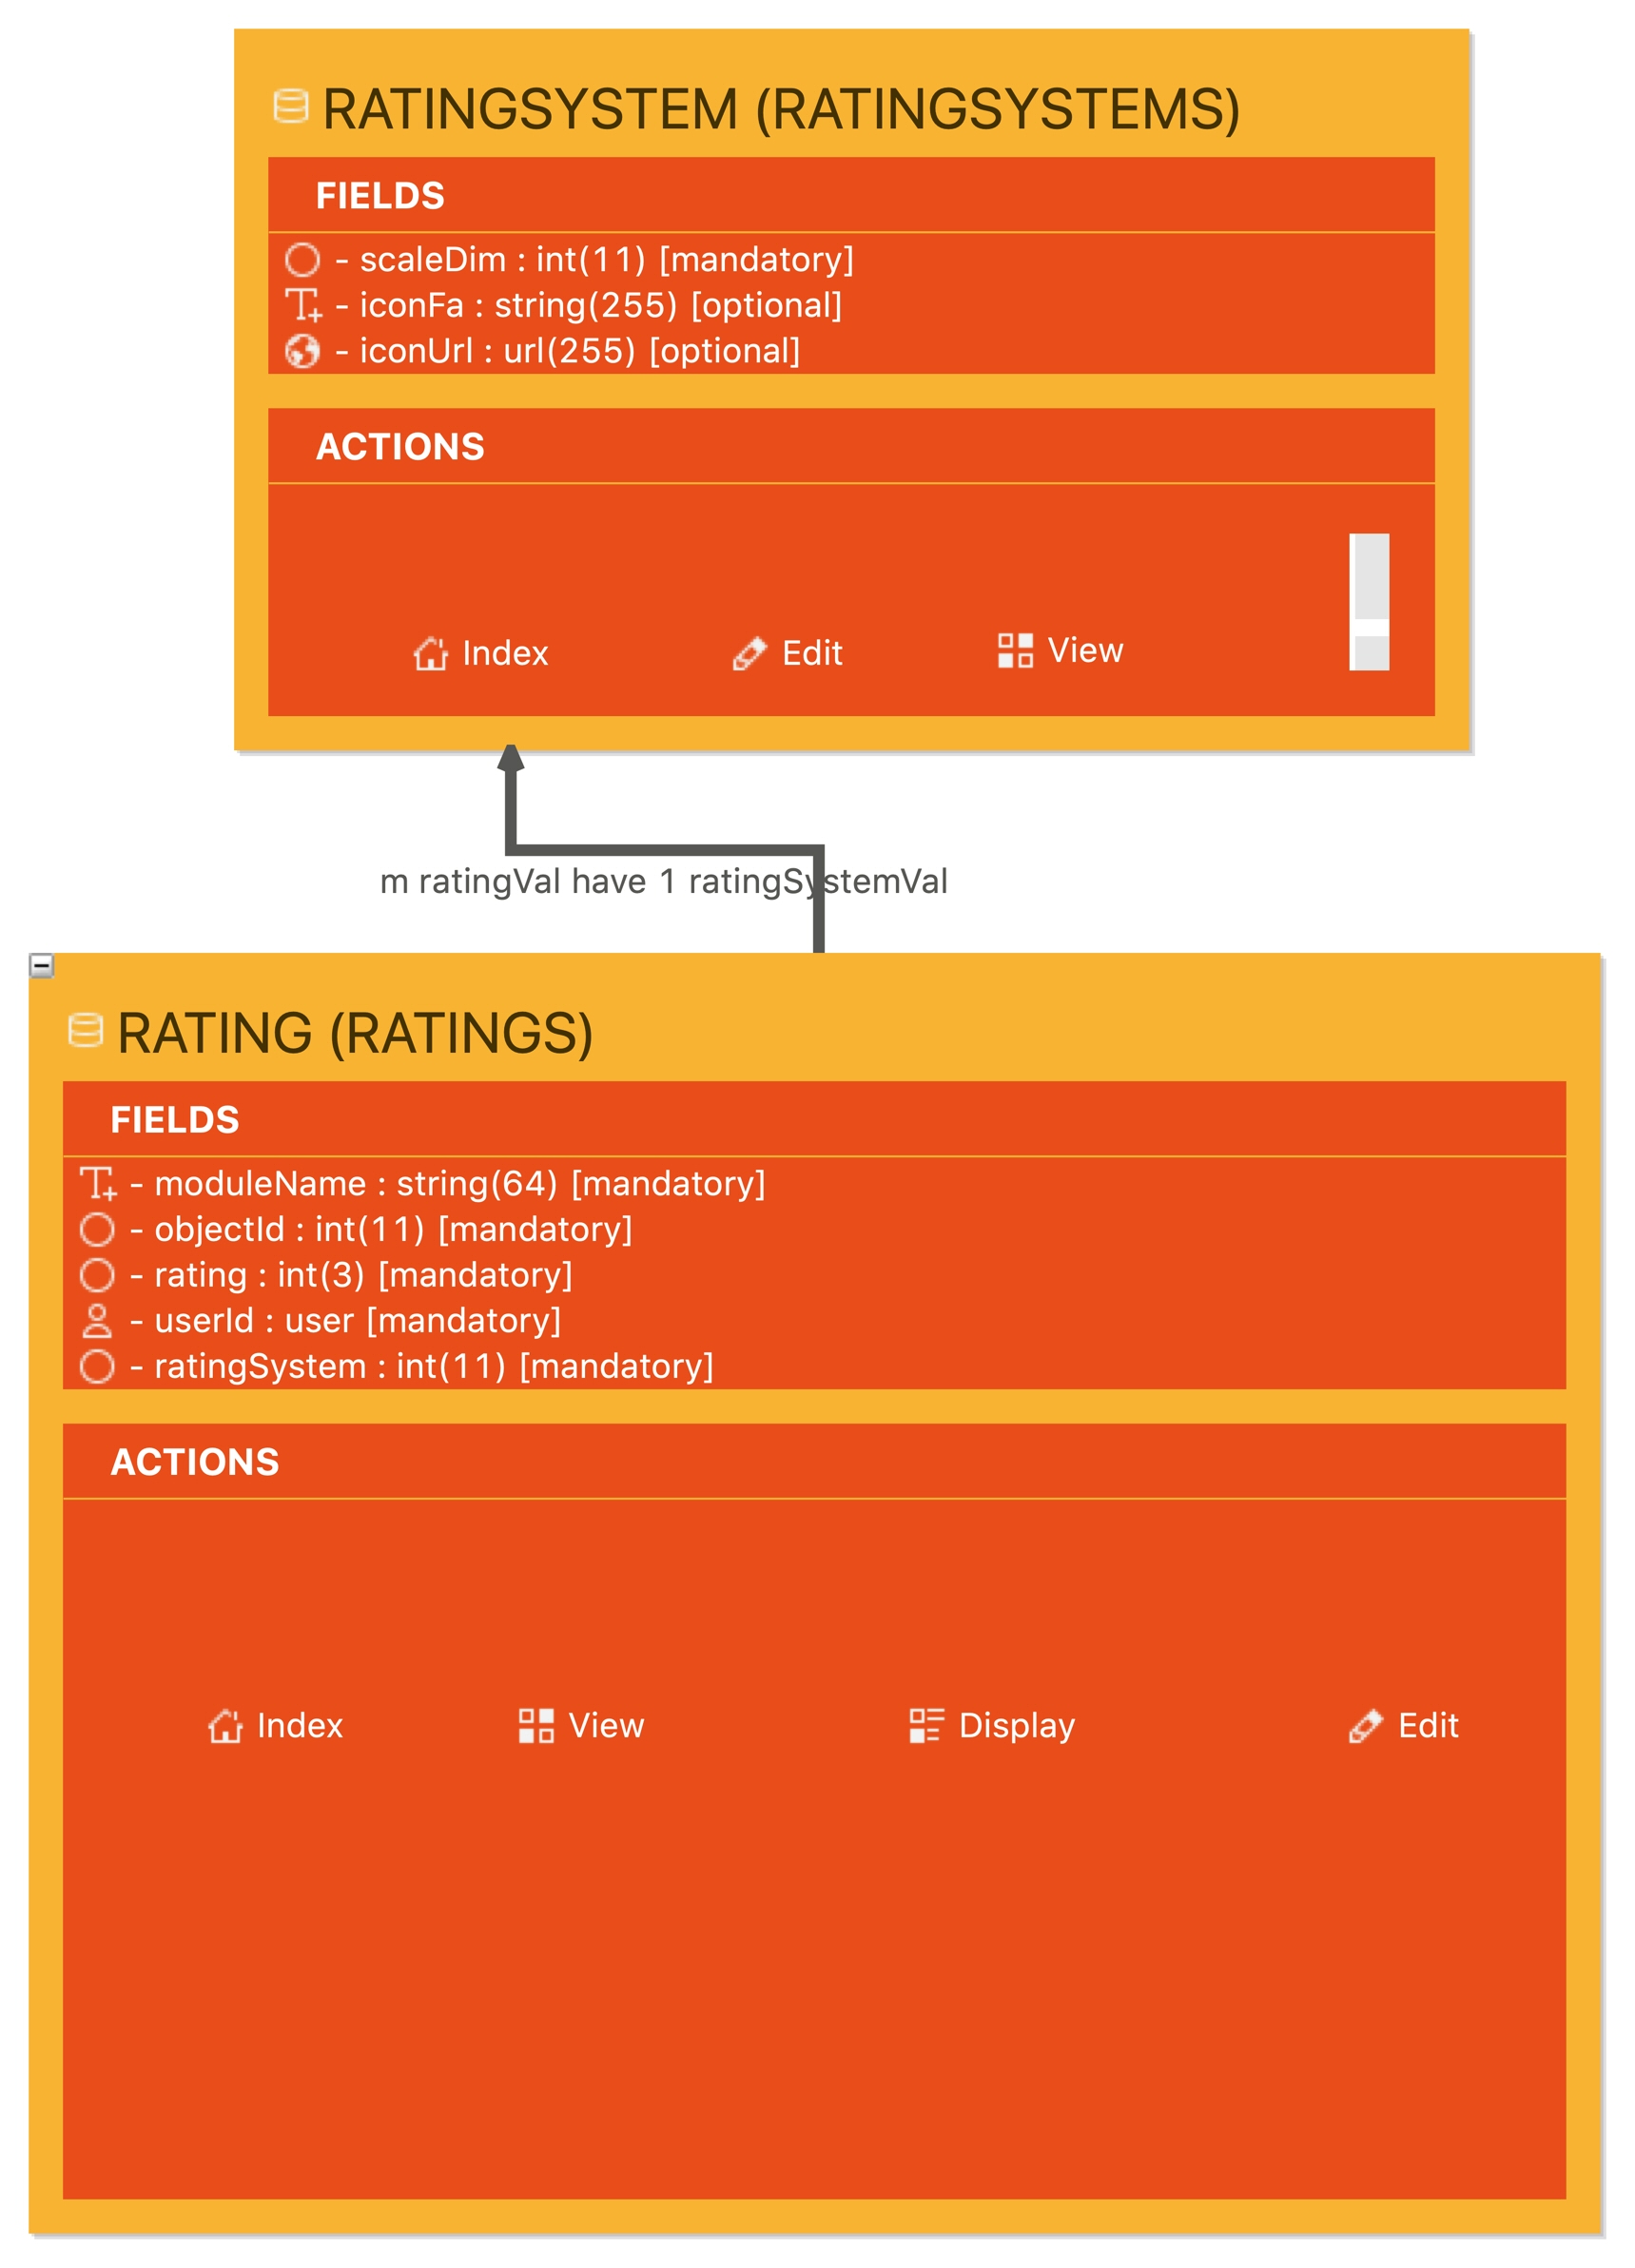 RATINGSYSTEM (RATINGSYSTEMS)
FIELDS
- scaleDim : int(11) [mandatory]
- iconFa : string(255) [optional]
- iconUrl : url(255) [optional]
ACTIONS
Index Edit View
m ratingVal have 1 ratingSystemVal
RATING (RATINGS)
FIELDS
- moduleName : string(64) [mandatory]
- objectId : int(11) [mandatory]
- rating : int(3) [mandatory]
- userId : user [mandatory]
- ratingSystem : int(11) [mandatory]
ACTIONS
Index View Display Edit